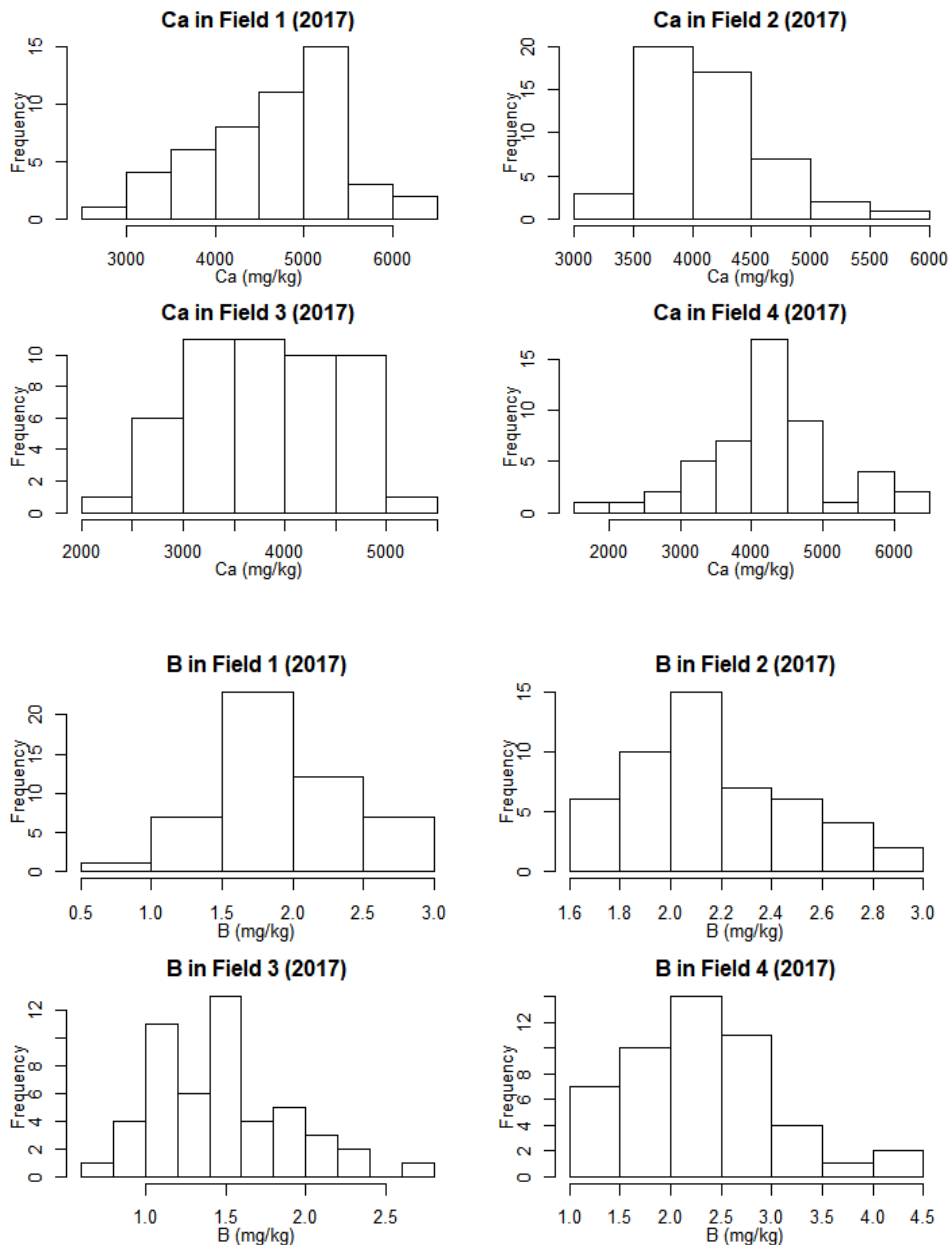 Ca in Field 1 (2017)
Frequency
0 5 10 15
3000 4000 5000 6000
Ca (mg/kg)
Ca in Field 2 (2017)
Frequency
0 5 10 15 20
3000 3500 4000 4500 5000 5500 6000
Ca (mg/kg)
Ca in Field 3 (2017)
Frequency
0 2 4 6 8 10
2000 3000 4000 5000
Ca (mg/kg)
Ca in Field 4 (2017)
Frequency
0 5 10 15
2000 3000 4000 5000 6000
Ca (mg/kg)
B in Field 1 (2017)
Frequency
0 5 10 15 20
0.5 1.0 1.5 2.0 2.5 3.0
B (mg/kg)
B in Field 2 (2017)
Frequency
0 5 10 15
1.6 1.8 2.0 2.2 2.4 2.6 2.8 3.0
B (mg/kg)
B in Field 3 (2017)
Frequency
0 2 4 6 8 12
1.0 1.5 2.0 2.5
B (mg/kg)
B in Field 4 (2017)
Frequency
0 2 4 6 8 12
1.0 1.5 2.0 2.5 3.0 3.5 4.0 4.5
B (mg/kg)